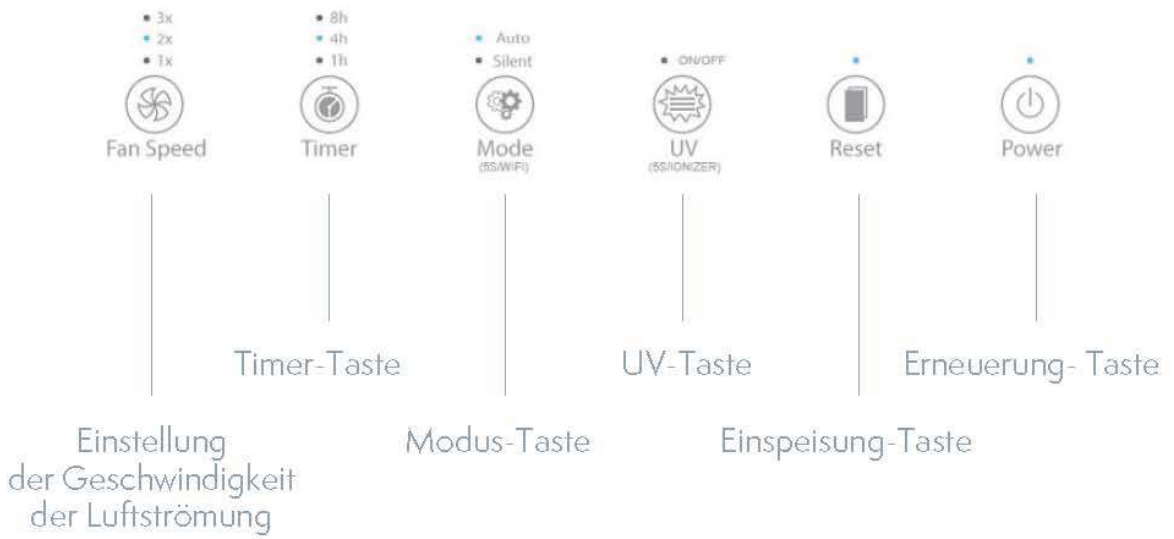 3x
2x
1x
Fan Speed
8h
4h
1h
Timer
Auto
Silent
Mode
(5S/WIFI)
ON/OFF
UV
(5S/IONIZER)
Reset
Power
Timer-Taste
UV-Taste
Erneuerung- Taste
Einstellung
der Geschwindigkeit
der Luftströmung
Modus-Taste
Einspeisung-Taste